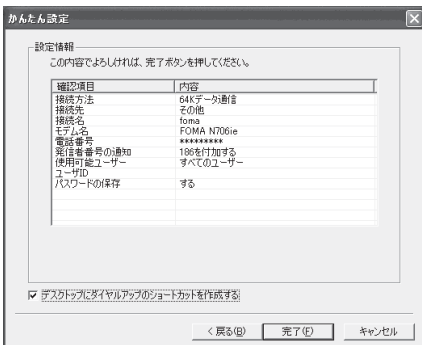 かんたん設定
設定情報
この内容でよろしければ、完了ボタンを押してください。
確認項目 内容
接続方法 64Kデータ通信
接続先 その他
接続名 foma
モデム名 FOMA N706ie
電話番号 *********
発信者番号の通知 186を付加する
使用可能ユーザー すべてのユーザー
ユーザID
パスワードの保存 する
デスクトップにダイヤルアップのショートカットを作成する
< 戻る(B) 完了(F) キャンセル